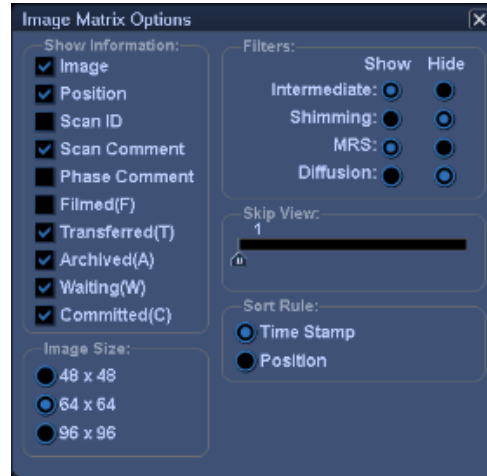 Image Matrix Options
Show Information:
Image
Position
Scan ID
Scan Comment
Phase Comment
Filmed(F)
Transferred(T)
Archived(A)
Waiting(W)
Committed(C)
Image Size:
48 x 48
64 x 64
96 x 96
Filters:
Show Hide
Intermediate:
Shimming:
MRS:
Diffusion:
Skip View:
1
Sort Rule:
Time Stamp
Position